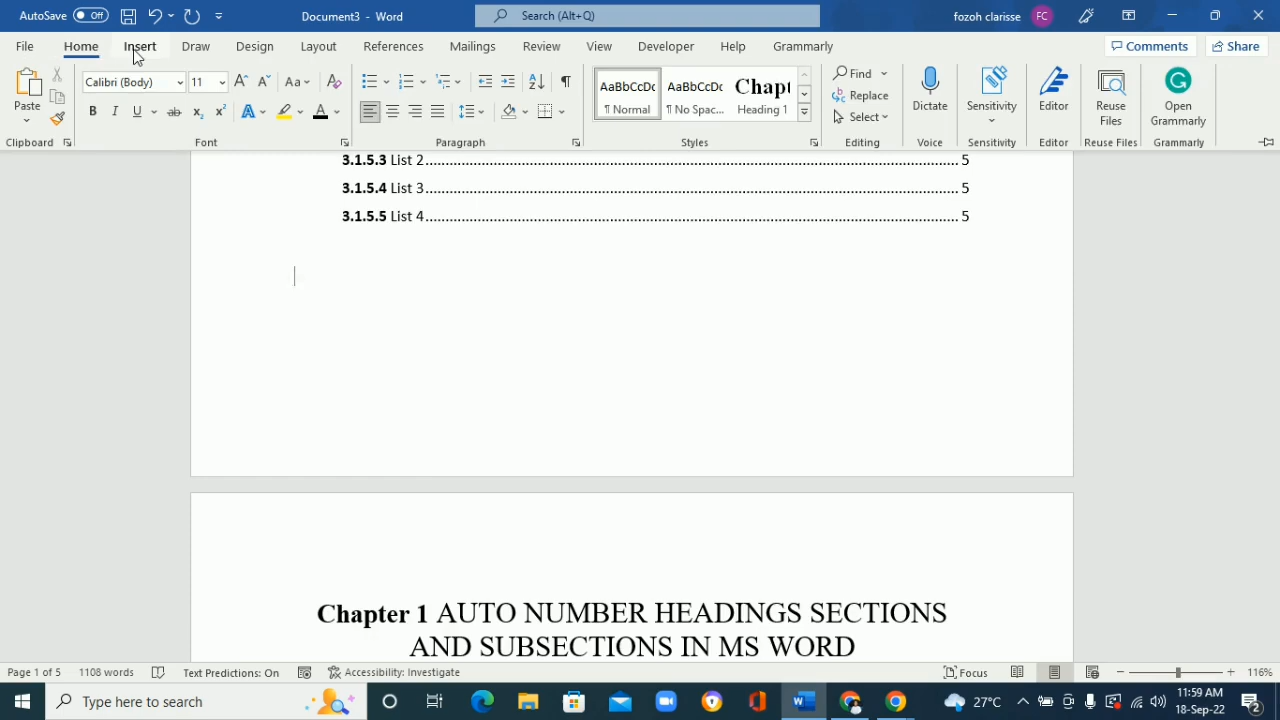 AutoSave Off Document3 - Word Search (Alt+Q) fozoh clarisse FC
File Home Insert Draw Design Layout References Mailings Review View Developer Help Grammarly Comments Share
Paste
Calibri (Body) 11 Aa
B I U ab x2 x2 A A
AaBbCcDc AaBbCcDc Chapt
¶ Normal ¶ No Spac... Heading 1
Find
Replace
Select
Dictate
Sensitivity
Editor
Reuse Files
Open Grammarly
Clipboard Font Paragraph Styles Editing Voice Sensitivity Editor Reuse Files Grammarly
3.1.5.3 List 2 5
3.1.5.4 List 3 5
3.1.5.5 List 4 5
Chapter 1 AUTO NUMBER HEADINGS SECTIONS
AND SUBSECTIONS IN MS WORD
Page 1 of 5 1108 words Text Predictions: On Accessibility: Investigate Focus 116%
Type here to search 27°C 11:59 AM
18-Sep-22 2